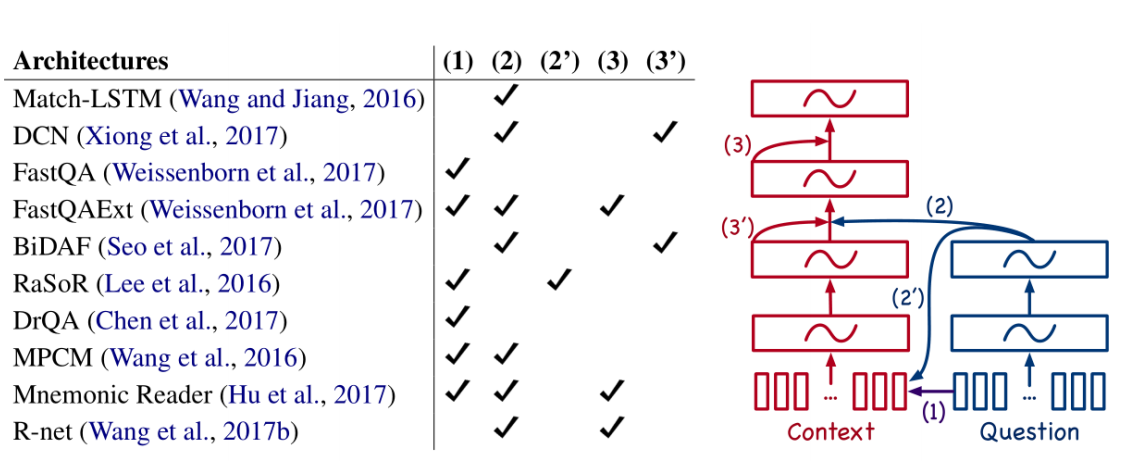 Architectures (1) (2) (2’) (3) (3’)
Match-LSTM (Wang and Jiang, 2016) ✓
DCN (Xiong et al., 2017) ✓ ✓
FastQA (Weissenborn et al., 2017) ✓
FastQAExt (Weissenborn et al., 2017) ✓ ✓ ✓
BiDAF (Seo et al., 2017) ✓ ✓
RaSoR (Lee et al., 2016) ✓ ✓
DrQA (Chen et al., 2017) ✓
MPCM (Wang et al., 2016) ✓ ✓
Mnemonic Reader (Hu et al., 2017) ✓ ✓ ✓
R-net (Wang et al., 2017b) ✓ ✓
(3)
(2)
(3′)
(2′)
... ...
(1)
Context Question